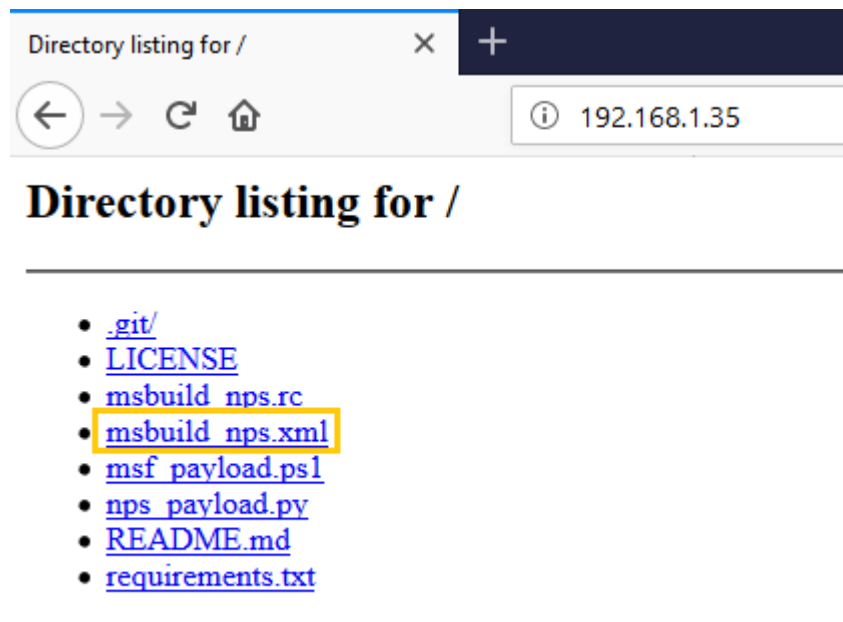 Directory listing for /
192.168.1.35
Directory listing for /
.git/
LICENSE
msbuild_nps.rc
msbuild_nps.xml
msf_payload.ps1
nps_payload.py
README.md
requirements.txt